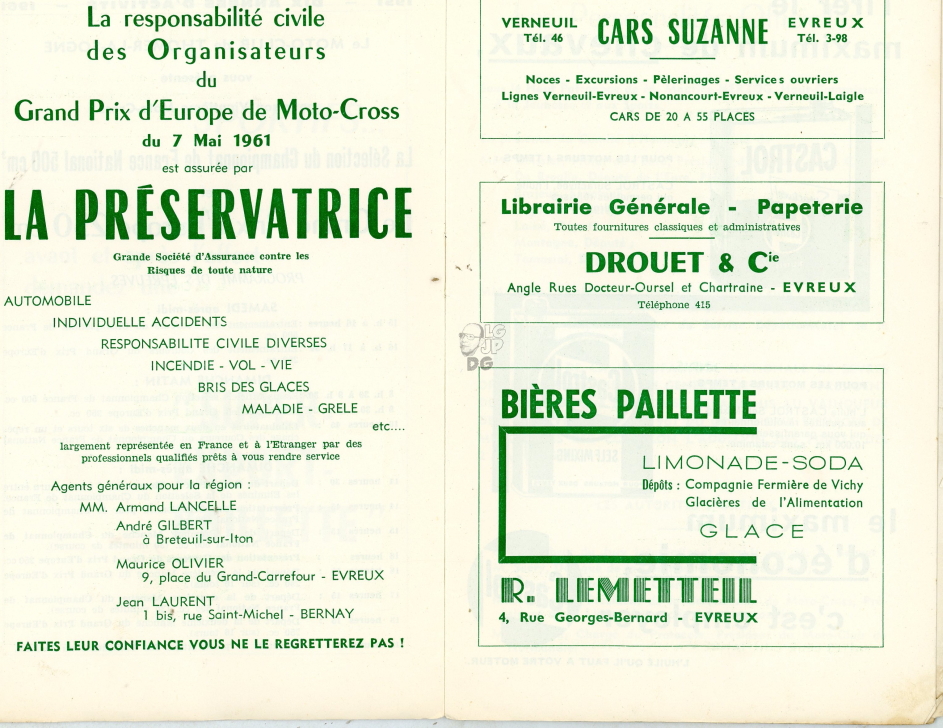 La responsabilité civile
des Organisateurs
du
Grand Prix d'Europe de Moto-Cross
du 7 Mai 1961
est assurée par
LA PRÉSERVATRICE
Grande Société d'Assurance contre les
Risques de toute nature
AUTOMOBILE
INDIVIDUELLE ACCIDENTS
RESPONSABILITE CIVILE DIVERSES
INCENDIE - VOL - VIE
BRIS DES GLACES
MALADIE - GRELE
etc....
largement représentée en France et à l'Etranger par des
professionnels qualifiés prêts à vous rendre service
Agents généraux pour la région :
MM. Armand LANCELLE
André GILBERT
à Breteuil-sur-Iton
Maurice OLIVIER
9, place du Grand-Carrefour - EVREUX
Jean LAURENT
1 bis, rue Saint-Michel - BERNAY
FAITES LEUR CONFIANCE VOUS NE LE REGRETTEREZ PAS !
VERNEUIL
Tél. 46
CARS SUZANNE
EVREUX
Tél. 3-98
Noces - Excursions - Pèlerinages - Services ouvriers
Lignes Verneuil-Evreux - Nonancourt-Evreux - Verneuil-Laigle
CARS DE 20 A 55 PLACES
Librairie Générale - Papeterie
Toutes fournitures classiques et administratives
DROUET & Cie
Angle Rues Docteur-Oursel et Chartraine - EVREUX
Téléphone 415
LG
JP
DG
BIÈRES PAILLETTE
LIMONADE-SODA
Dépôts : Compagnie Fermière de Vichy
Glacières de l'Alimentation
GLACE
R. LEMETTEIL
4, Rue Georges-Bernard - EVREUX